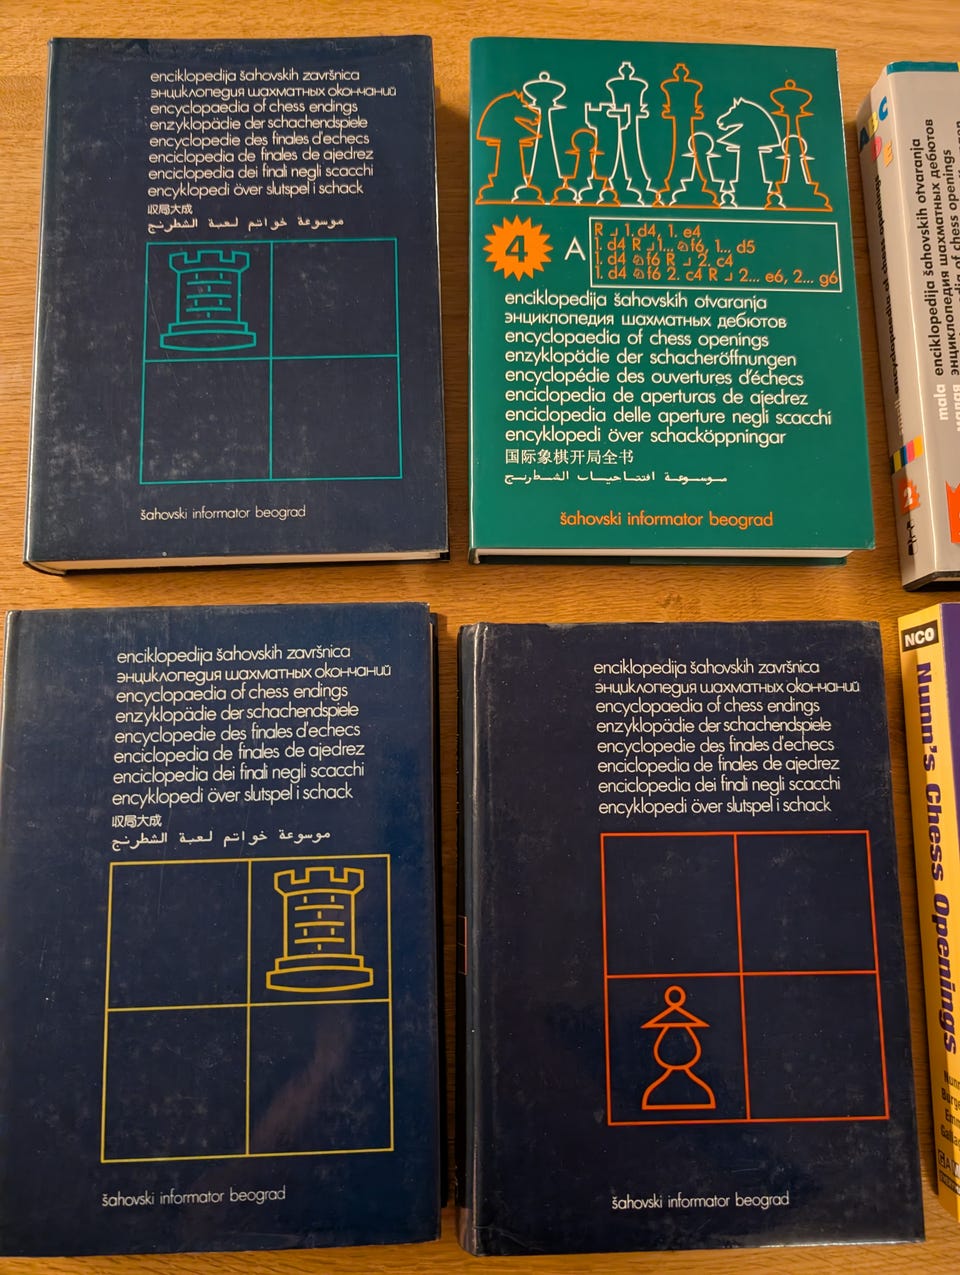 enciklopedija šahovskih završnica
энциклопедия шахматных окончаний
encyclopaedia of chess endings
enzyklopädie der schachendspiele
encyclopedie des finales d'echecs
enciclopedia de finales de ajedrez
enciclopedia dei finali negli scacchi
encyklopedi över slutspel i schack
収局大成
موسوعة خواتم لعبة الشطرنج
šahovski informator beograd
4
A
R ┘ 1. d4, 1. e4
1. d4 R ┘ 1... ♘f6, 1... d5
1. d4 ♘f6 R ┘ 2. c4
1. d4 ♘f6 2. c4 R ┘ 2... e6, 2... g6
enciklopedija šahovskih otvaranja
энциклопедия шахматных дебютов
encyclopaedia of chess openings
enzyklopädie der schacheröffnungen
encyclopédie des ouvertures d'échecs
enciclopedia de aperturas de ajedrez
enciclopedia delle aperture negli scacchi
encyklopedi över schacköppningar
国际象棋开局全书
موسوعة افتتاحيات الشطرنج
šahovski informator beograd
ABC
2
mala enciklopedija šahovskih otvaranja
малая энциклопедия шахматных дебютов
of chess openings
enciklopedija šahovskih završnica
энциклопедия шахматных окончаний
encyclopaedia of chess endings
enzyklopädie der schachendspiele
encyclopedie des finales d'echecs
enciclopedia de finales de ajedrez
enciclopedia dei finali negli scacchi
encyklopedi över slutspel i schack
収局大成
موسوعة خواتم لعبة الشطرنج
šahovski informator beograd
enciklopedija šahovskih završnica
энциклопедия шахматных окончаний
encyclopaedia of chess endings
enzyklopädie der schachendspiele
encyclopedie des finales d'echecs
enciclopedia de finales de ajedrez
enciclopedia dei finali negli scacchi
encyklopedi över slutspel i schack
šahovski informator beograd
NCO
Nunn's Chess Openings